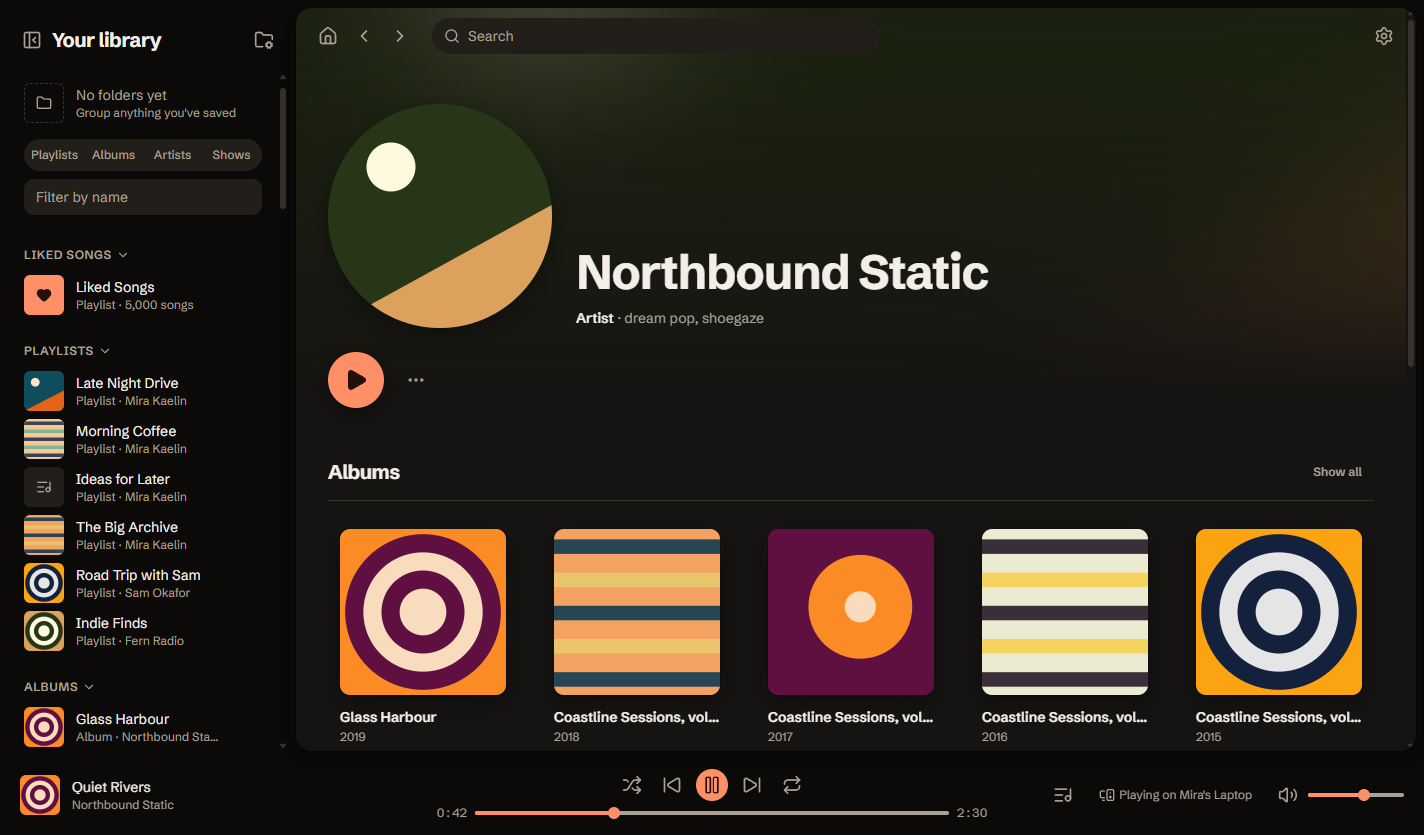 Your library
Search
No folders yet
Group anything you've saved
Playlists Albums Artists Shows
Filter by name
LIKED SONGS
Liked Songs
Playlist · 5,000 songs
PLAYLISTS
Late Night Drive
Playlist · Mira Kaelin
Morning Coffee
Playlist · Mira Kaelin
Ideas for Later
Playlist · Mira Kaelin
The Big Archive
Playlist · Mira Kaelin
Road Trip with Sam
Playlist · Sam Okafor
Indie Finds
Playlist · Fern Radio
ALBUMS
Glass Harbour
Album · Northbound Sta...
Northbound Static
Artist · dream pop, shoegaze
Albums
Show all
Glass Harbour
2019
Coastline Sessions, vol...
2018
Coastline Sessions, vol...
2017
Coastline Sessions, vol...
2016
Coastline Sessions, vol...
2015
Quiet Rivers
Northbound Static
0:42
2:30
Playing on Mira's Laptop